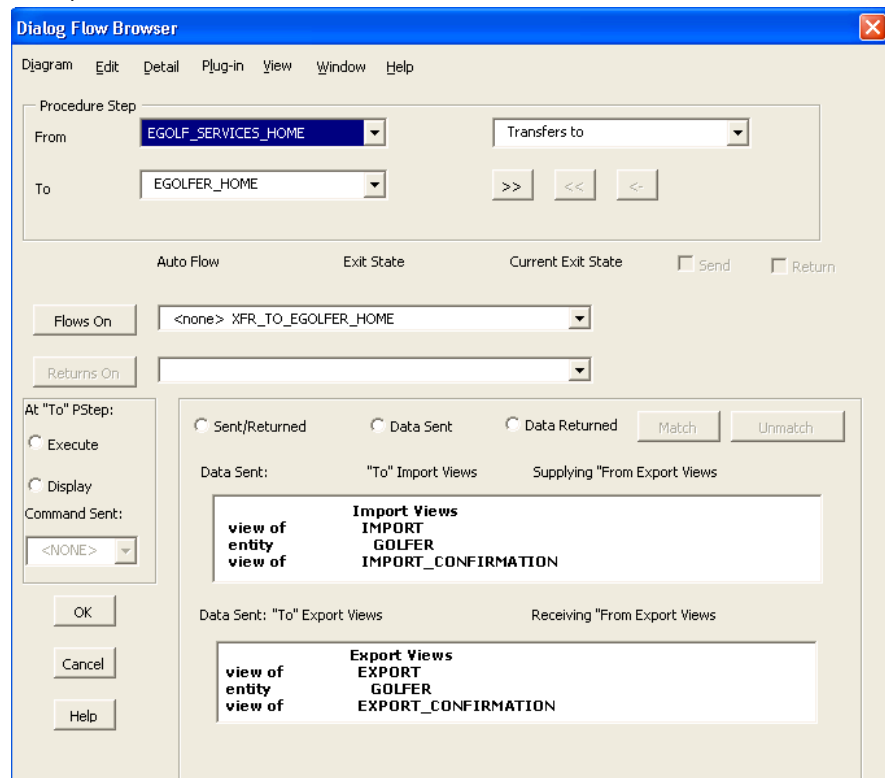 Dialog Flow Browser
Diagram Edit Detail Plug-in View Window Help
Procedure Step
From EGOLF_SERVICES_HOME Transfers to
To EGOLFER_HOME >> << <-
Auto Flow Exit State Current Exit State Send Return
Flows On <none> XFR_TO_EGOLFER_HOME
Returns On
At "To" PStep:
Execute
Display
Command Sent:
<NONE>
OK
Cancel
Help
Sent/Returned Data Sent Data Returned Match Unmatch
Data Sent: "To" Import Views Supplying "From Export Views
Import Views
view of IMPORT
entity GOLFER
view of IMPORT_CONFIRMATION
Data Sent: "To" Export Views Receiving "From Export Views
Export Views
view of EXPORT
entity GOLFER
view of EXPORT_CONFIRMATION